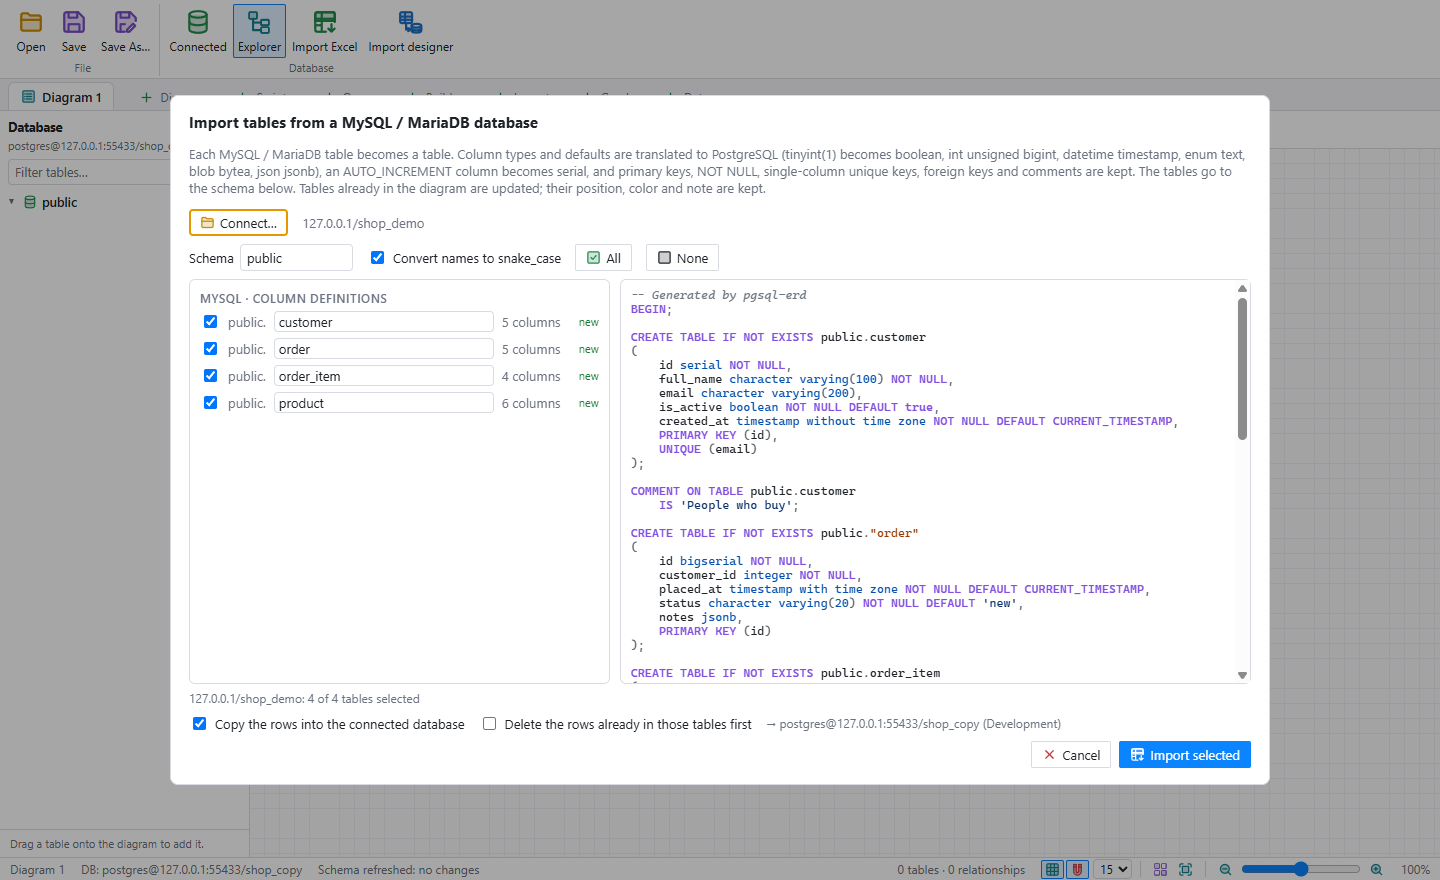 Open
Save
Save As...
Connected
Explorer
Import Excel
Import designer
File
Database
Diagram 1
Database
postgres@127.0.0.1:55433/shop_
Filter tables...
public
Import tables from a MySQL / MariaDB database
Each MySQL / MariaDB table becomes a table. Column types and defaults are translated to PostgreSQL (tinyint(1) becomes boolean, int unsigned bigint, datetime timestamp, enum text,
blob bytea, json jsonb), an AUTO_INCREMENT column becomes serial, and primary keys, NOT NULL, single-column unique keys, foreign keys and comments are kept. The tables go to
the schema below. Tables already in the diagram are updated; their position, color and note are kept.
Connect...
127.0.0.1/shop_demo
Schema
public
Convert names to snake_case
All
None
MYSQL · COLUMN DEFINITIONS
public. customer 5 columns new
public. order 5 columns new
public. order_item 4 columns new
public. product 6 columns new
-- Generated by pgsql-erd
BEGIN;
CREATE TABLE IF NOT EXISTS public.customer
(
id serial NOT NULL,
full_name character varying(100) NOT NULL,
email character varying(200),
is_active boolean NOT NULL DEFAULT true,
created_at timestamp without time zone NOT NULL DEFAULT CURRENT_TIMESTAMP,
PRIMARY KEY (id),
UNIQUE (email)
);
COMMENT ON TABLE public.customer
IS 'People who buy';
CREATE TABLE IF NOT EXISTS public."order"
(
id bigserial NOT NULL,
customer_id integer NOT NULL,
placed_at timestamp with time zone NOT NULL DEFAULT CURRENT_TIMESTAMP,
status character varying(20) NOT NULL DEFAULT 'new',
notes jsonb,
PRIMARY KEY (id)
);
CREATE TABLE IF NOT EXISTS public.order_item
127.0.0.1/shop_demo: 4 of 4 tables selected
Copy the rows into the connected database
Delete the rows already in those tables first
→ postgres@127.0.0.1:55433/shop_copy (Development)
Cancel
Import selected
Drag a table onto the diagram to add it.
Diagram 1
DB: postgres@127.0.0.1:55433/shop_copy
Schema refreshed: no changes
0 tables · 0 relationships
15
100%